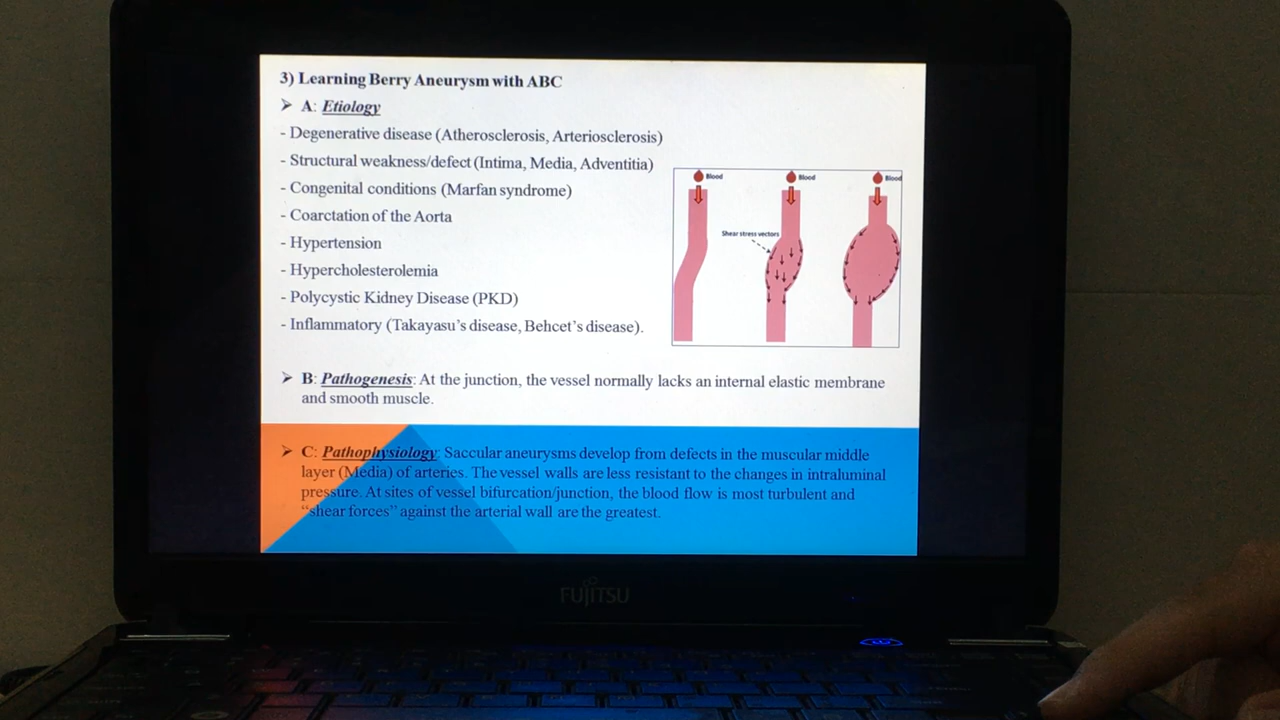 3) Learning Berry Aneurysm with ABC
➢ A: Etiology
- Degenerative disease (Atherosclerosis, Arteriosclerosis)
- Structural weakness/defect (Intima, Media, Adventitia)
- Congenital conditions (Marfan syndrome)
- Coarctation of the Aorta
- Hypertension
- Hypercholesterolemia
- Polycystic Kidney Disease (PKD)
- Inflammatory (Takayasu's disease, Behcet's disease).
Blood
Blood
Blood
Shear stress vectors
➢ B: Pathogenesis: At the junction, the vessel normally lacks an internal elastic membrane
and smooth muscle.
➢ C: Pathophysiology: Saccular aneurysms develop from defects in the muscular middle
layer (Media) of arteries. The vessel walls are less resistant to the changes in intraluminal
pressure. At sites of vessel bifurcation/junction, the blood flow is most turbulent and
“shear forces” against the arterial wall are the greatest.
FUJITSU